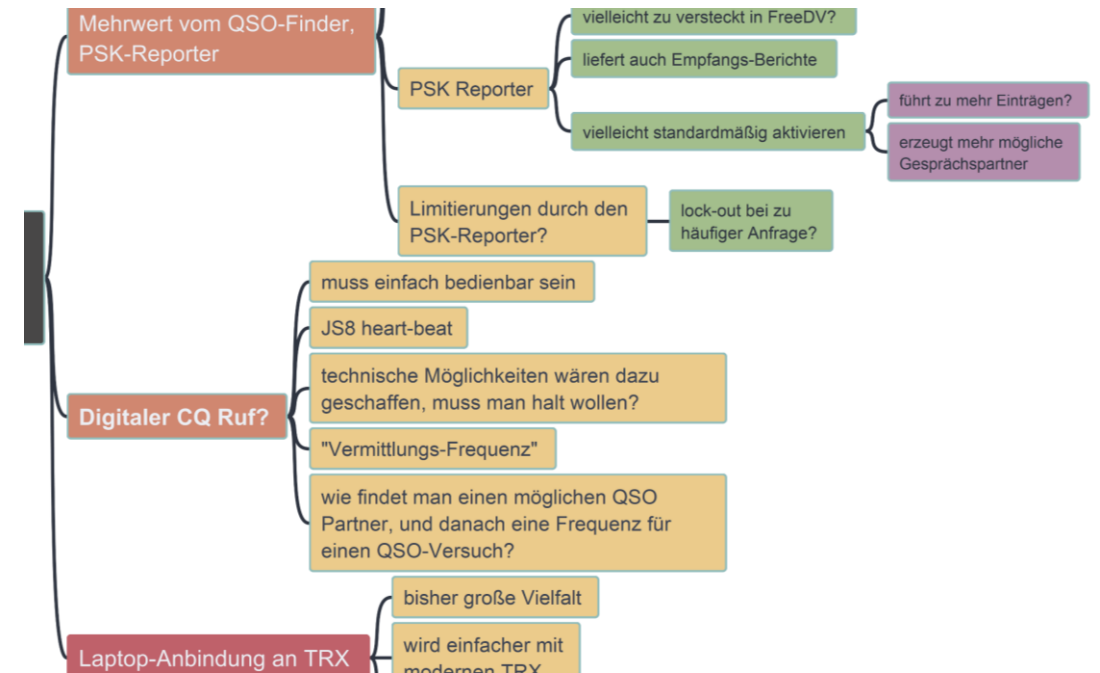 Mehrwert vom QSO-Finder,
PSK-Reporter
PSK Reporter
vielleicht zu versteckt in FreeDV?
liefert auch Empfangs-Berichte
vielleicht standardmäßig aktivieren
führt zu mehr Einträgen?
erzeugt mehr mögliche
Gesprächspartner
Limitierungen durch den
PSK-Reporter?
lock-out bei zu
häufiger Anfrage?
Digitaler CQ Ruf?
muss einfach bedienbar sein
JS8 heart-beat
technische Möglichkeiten wären dazu
geschaffen, muss man halt wollen?
"Vermittlungs-Frequenz"
wie findet man einen möglichen QSO
Partner, und danach eine Frequenz für
einen QSO-Versuch?
Laptop-Anbindung an TRX
bisher große Vielfalt
wird einfacher mit
modernen TRX